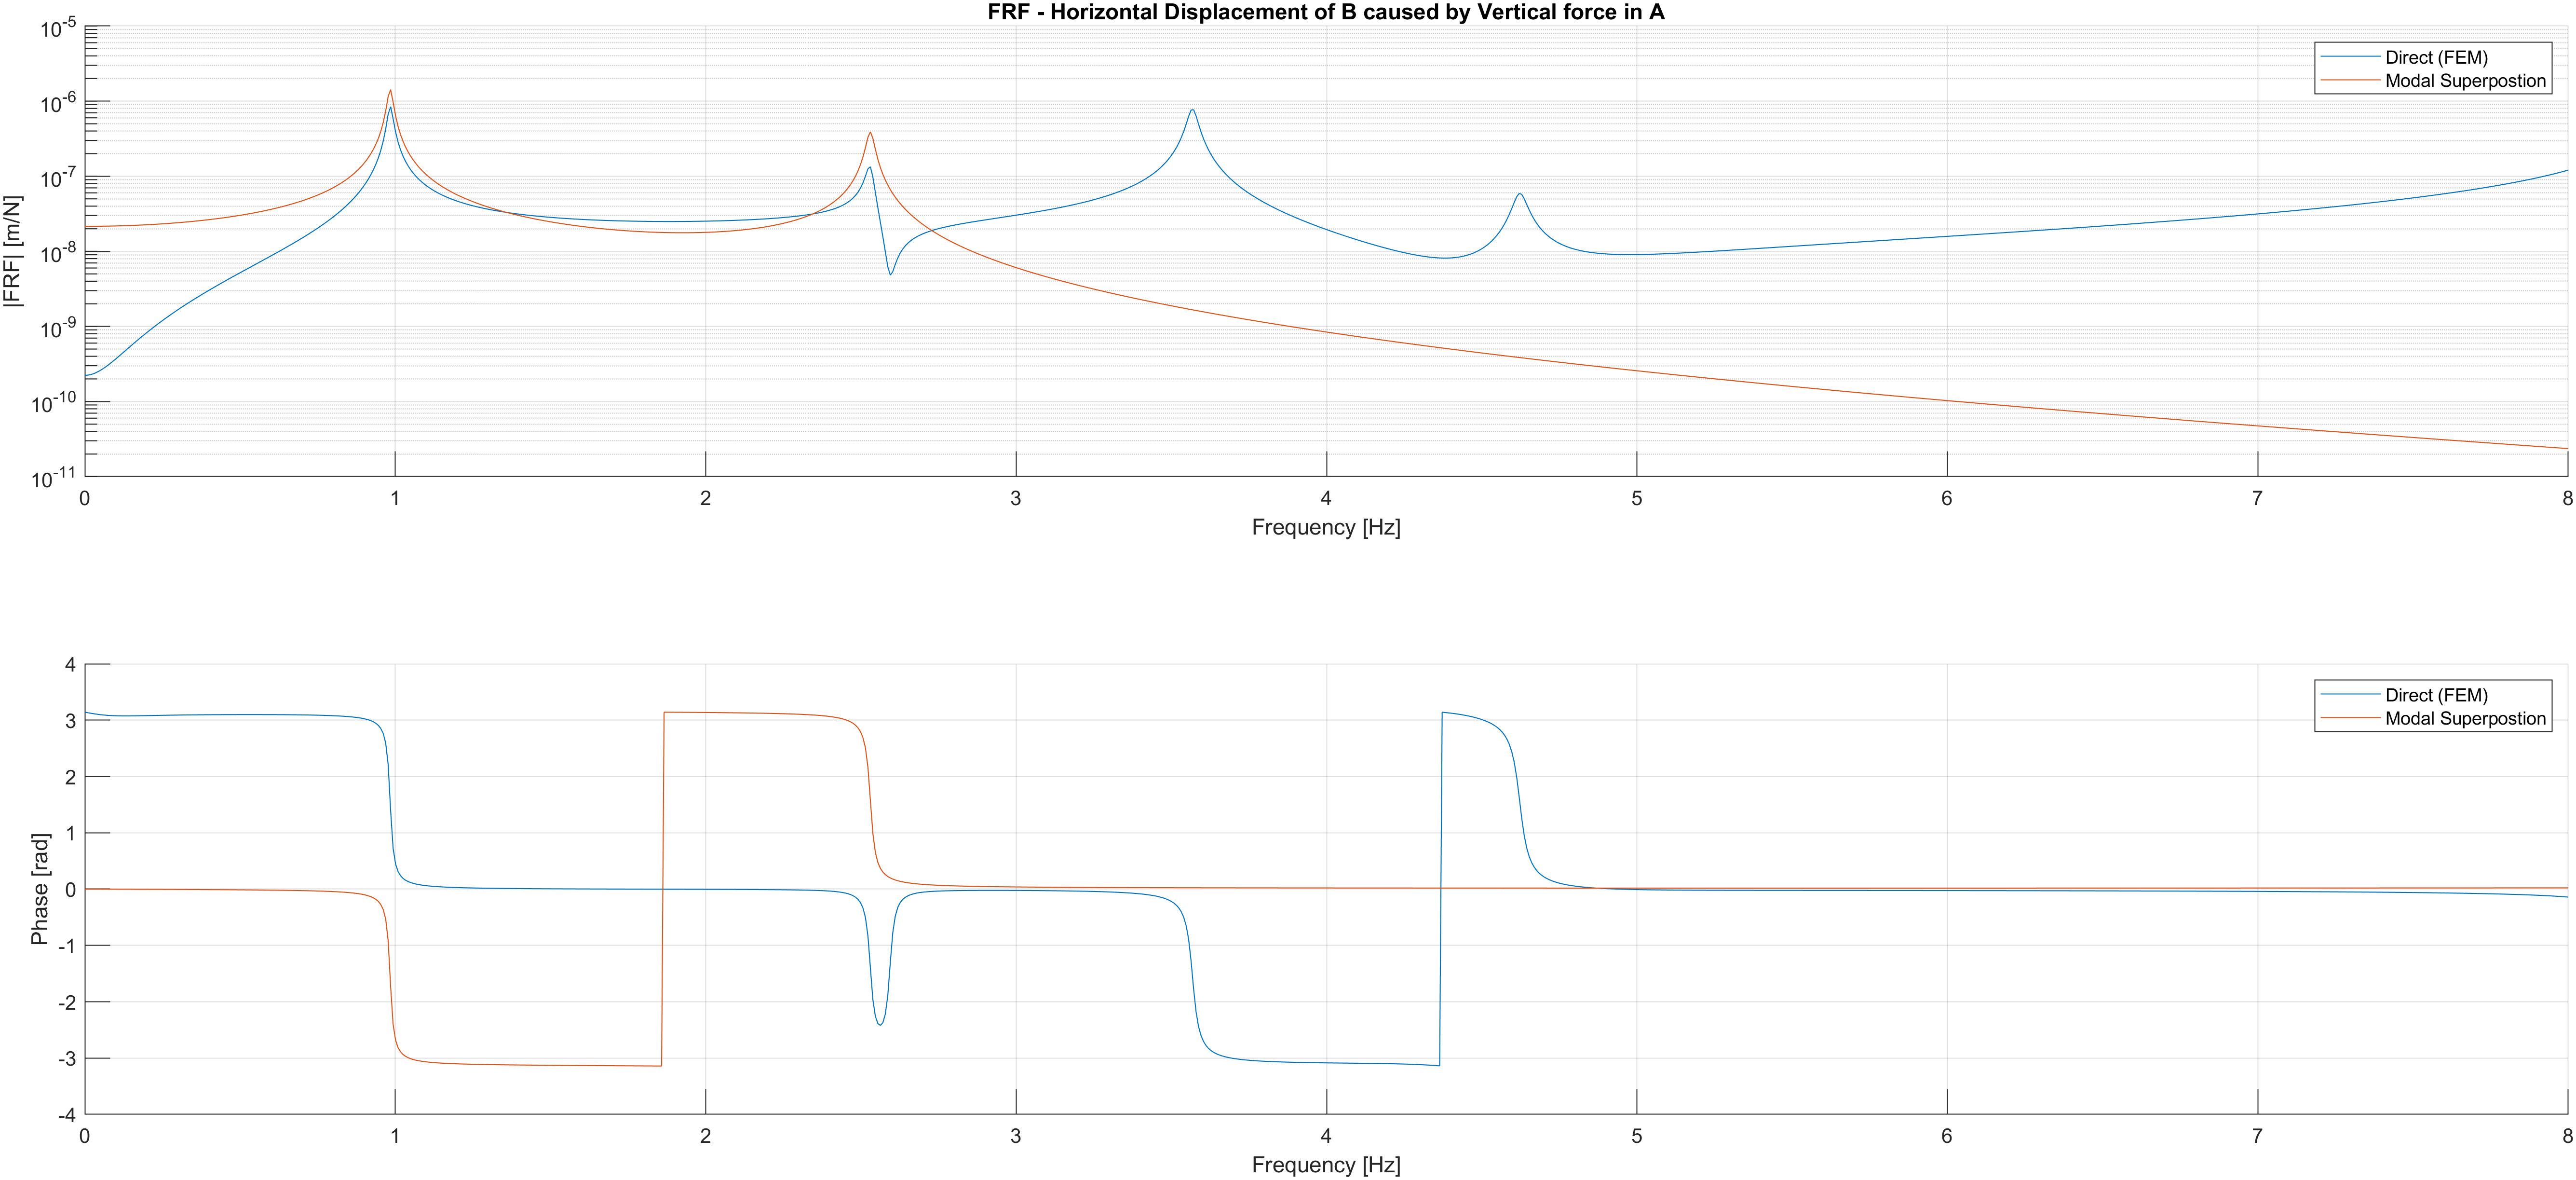 FRF - Horizontal Displacement of B caused by Vertical force in A
10^-5
10^-6
10^-7
10^-8
10^-9
10^-10
10^-11
|FRF| [m/N]
0 1 2 3 4 5 6 7 8
Frequency [Hz]
Direct (FEM)
Modal Superpostion
4
3
2
1
0
-1
-2
-3
-4
Phase [rad]
0 1 2 3 4 5 6 7 8
Frequency [Hz]
Direct (FEM)
Modal Superpostion